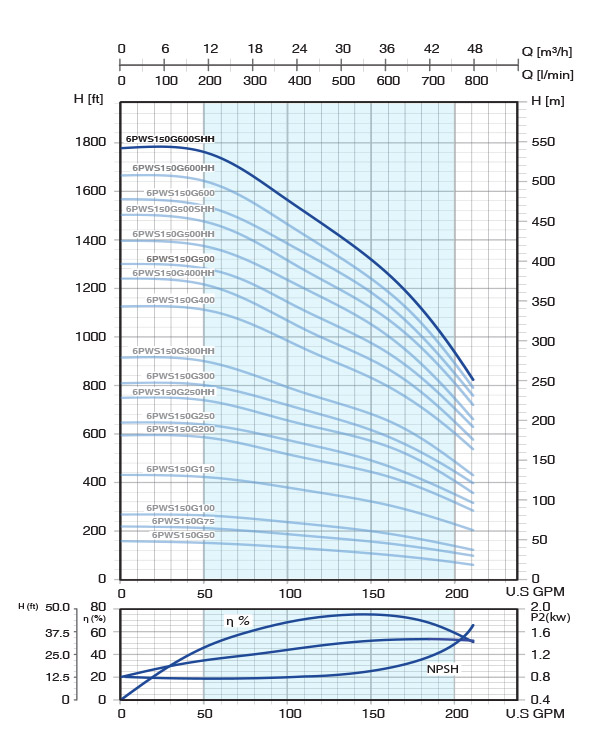 0 6 12 18 24 30 36 42 48 Q [m³/h]
0 100 200 300 400 500 600 700 800 Q [l/min]
H [ft] H [m]
1800
1600
1400
1200
1000
800
600
400
200
0
550
500
450
400
350
300
250
200
150
100
50
0
6PWS1s0G600SHH
6PWS1s0G600HH
6PWS1s0G600
6PWS1s0Gs00SHH
6PWS1s0Gs00HH
6PWS1s0Gs00
6PWS1s0G400HH
6PWS1s0G400
6PWS1s0G300HH
6PWS1s0G300
6PWS1s0G2s0HH
6PWS1s0G2s0
6PWS1s0G200
6PWS1s0G1s0
6PWS1s0G100
6PWS1s0G7s
6PWS1s0Gs0
0 50 100 150 200 U.S GPM
H (ft) 50.0 80 2.0
η (%) P2(kw)
37.5 60 1.6
25.0 40 1.2
12.5 20 0.8
0 0 0.4
η %
NPSH
0 50 100 150 200 U.S GPM